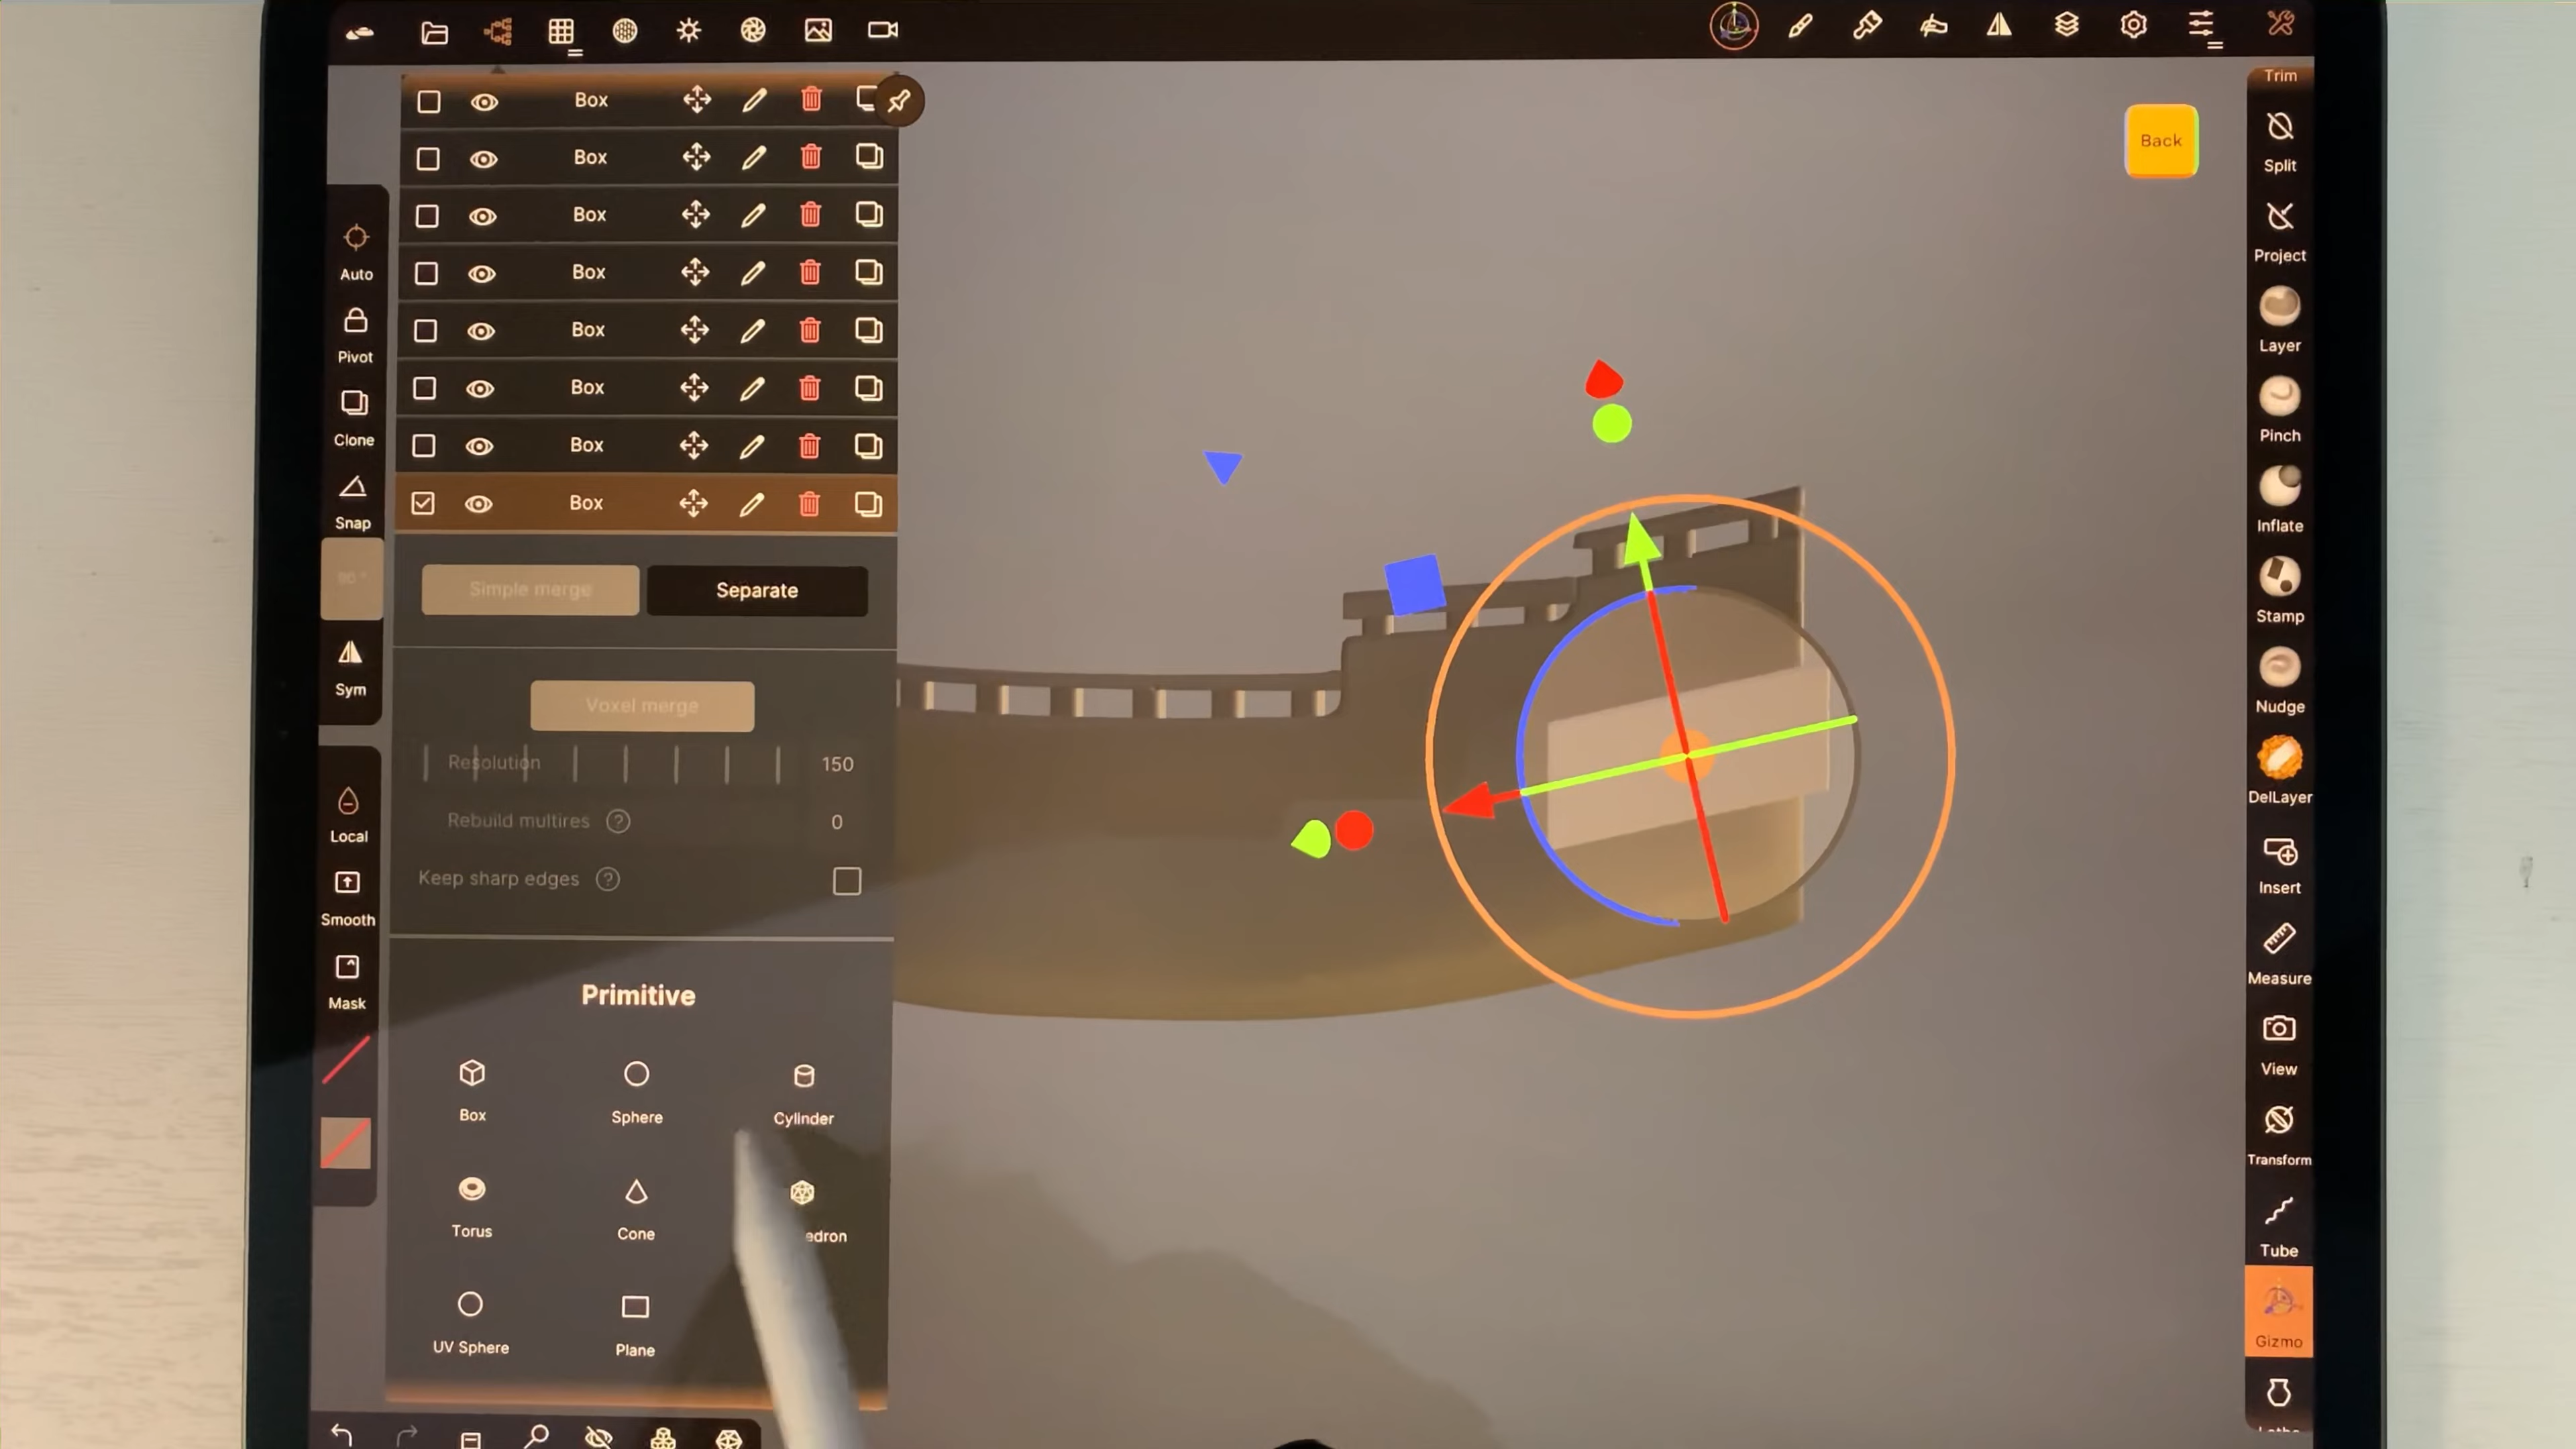 Trim
Box
Back
Box
Split
Box
Project
Auto
Box
Box
Layer
Pivot
Box
Clone
Box
Pinch
Snap
Box
Inflate
Simple merge
Separate
90°
Stamp
Sym
Voxel merge
Nudge
Resolution
150
DelLayer
Local
Rebuild multires ?
0
Keep sharp edges ?
Insert
Smooth
Measure
Mask
Primitive
View
Box
Sphere
Cylinder
Transform
Torus
Cone
edron
Tube
UV Sphere
Plane
Gizmo